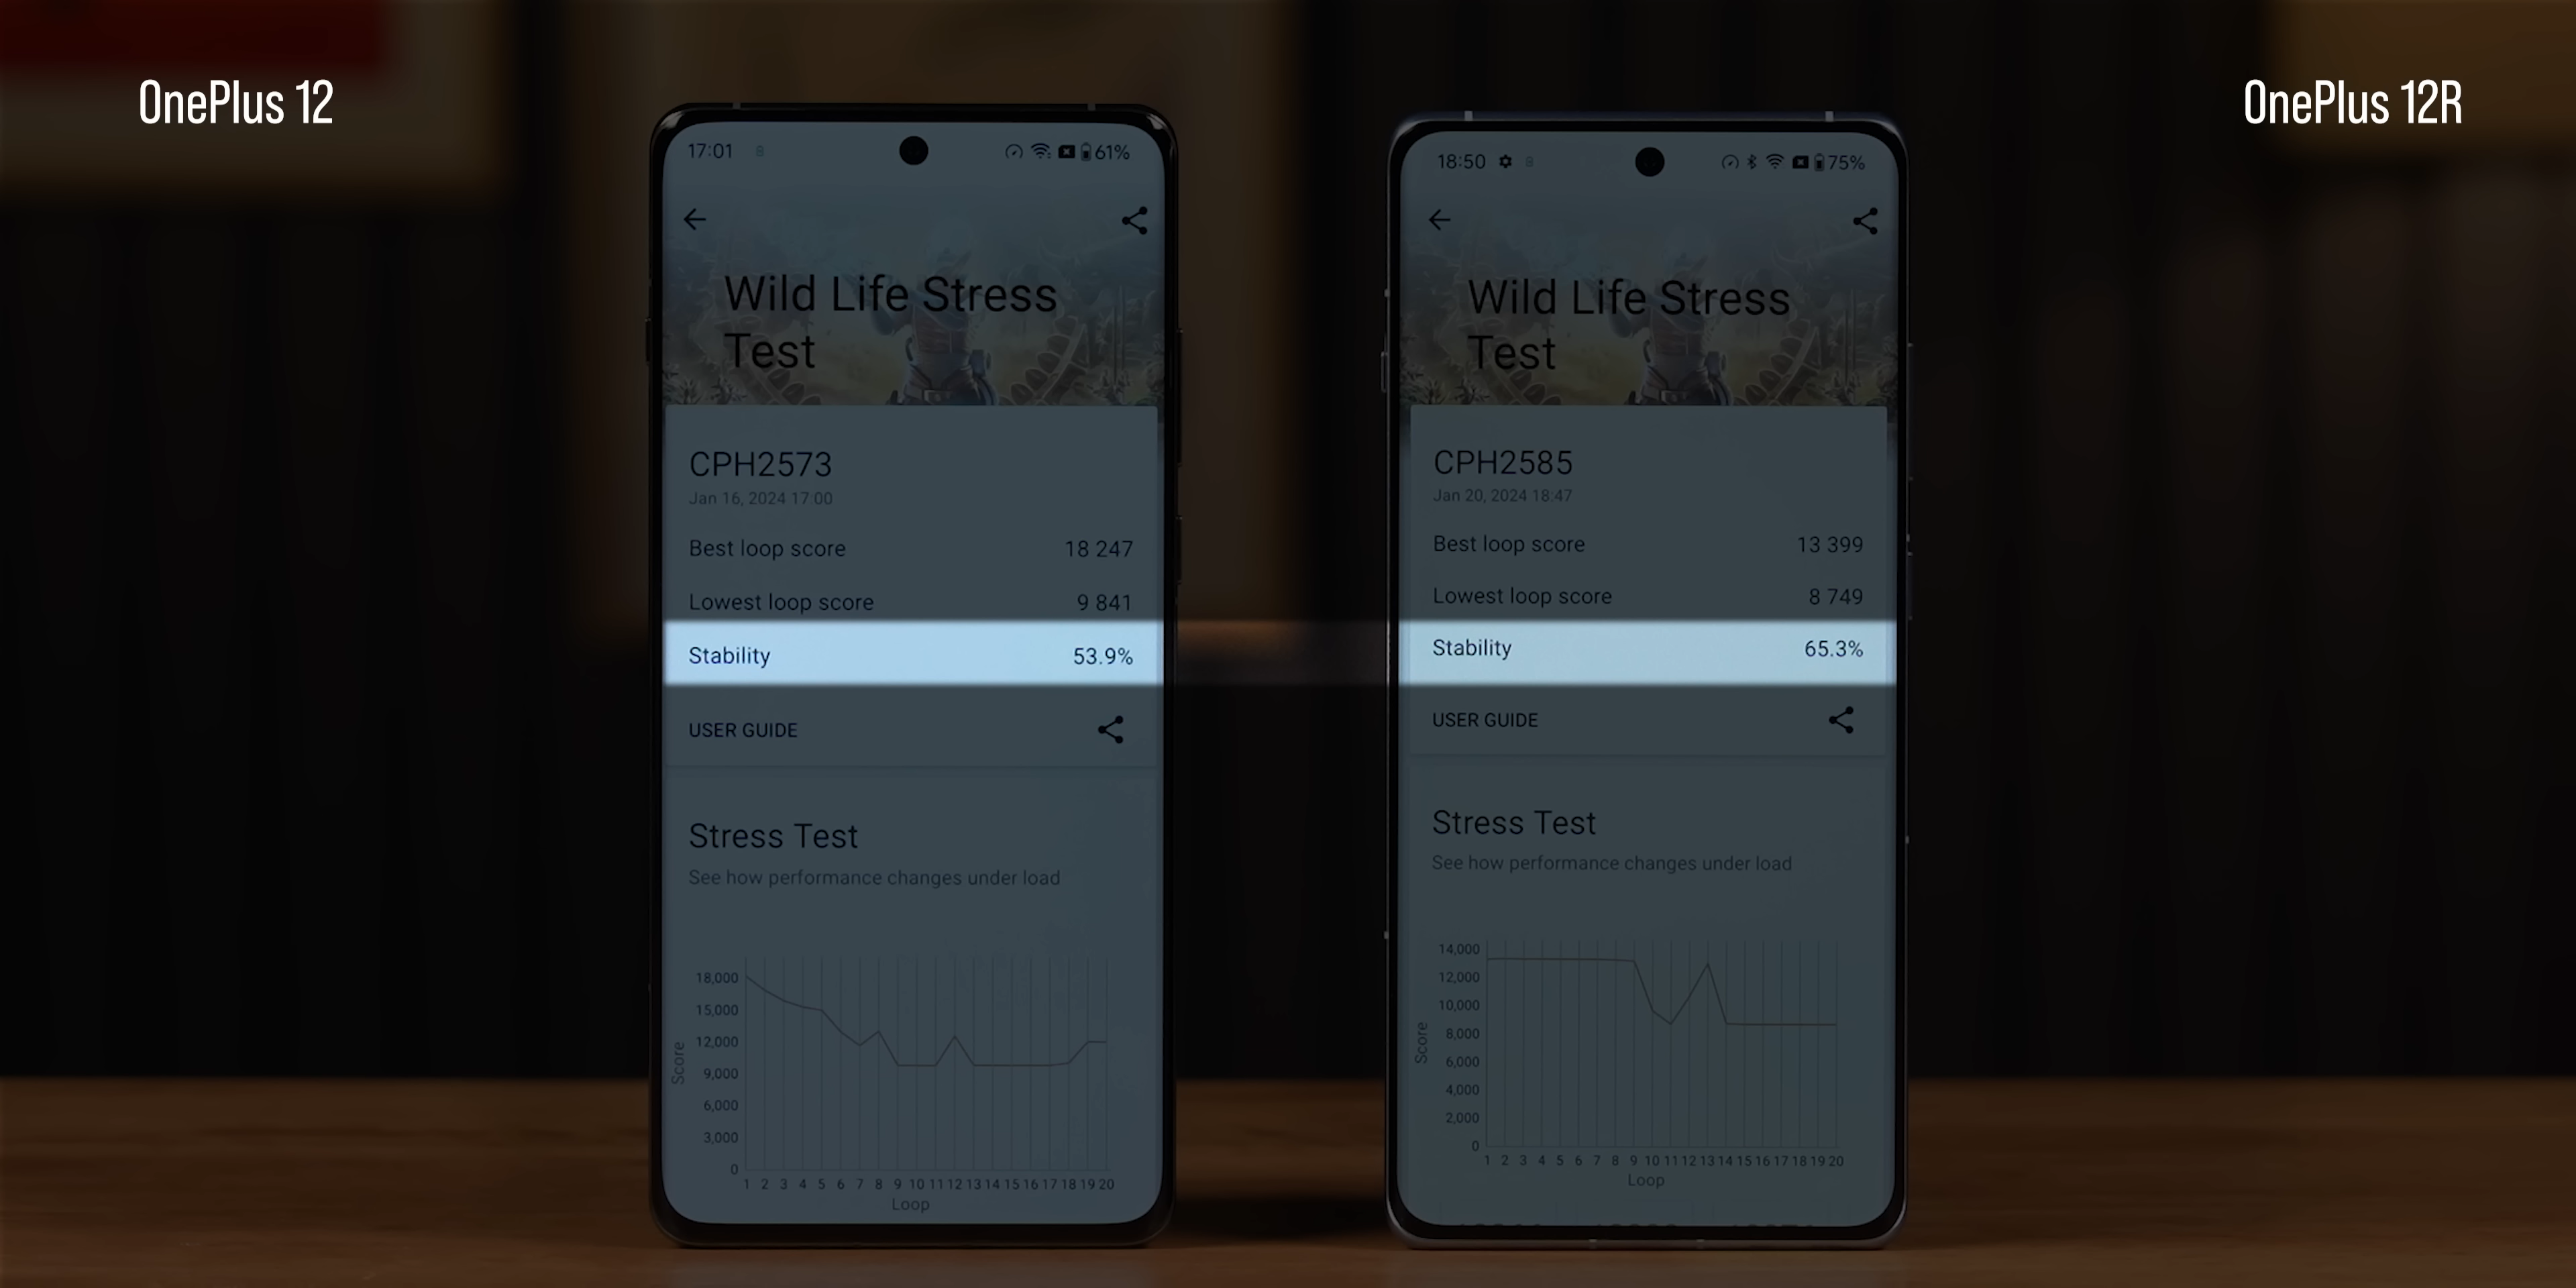 OnePlus 12
OnePlus 12R
17:01
61%
Wild Life Stress
Test
CPH2573
Jan 16, 2024 17:00
Best loop score 18 247
Lowest loop score 9 841
Stability 53.9%
USER GUIDE
Stress Test
See how performance changes under load
18,000
15,000
12,000
9,000
6,000
3,000
0
Score
1 2 3 4 5 6 7 8 9 10 11 12 13 14 15 16 17 18 19 20
Loop
18:50
75%
Wild Life Stress
Test
CPH2585
Jan 20, 2024 18:47
Best loop score 13 399
Lowest loop score 8 749
Stability 65.3%
USER GUIDE
Stress Test
See how performance changes under load
14,000
12,000
10,000
8,000
6,000
4,000
2,000
0
Score
1 2 3 4 5 6 7 8 9 10 11 12 13 14 15 16 17 18 19 20
Loop